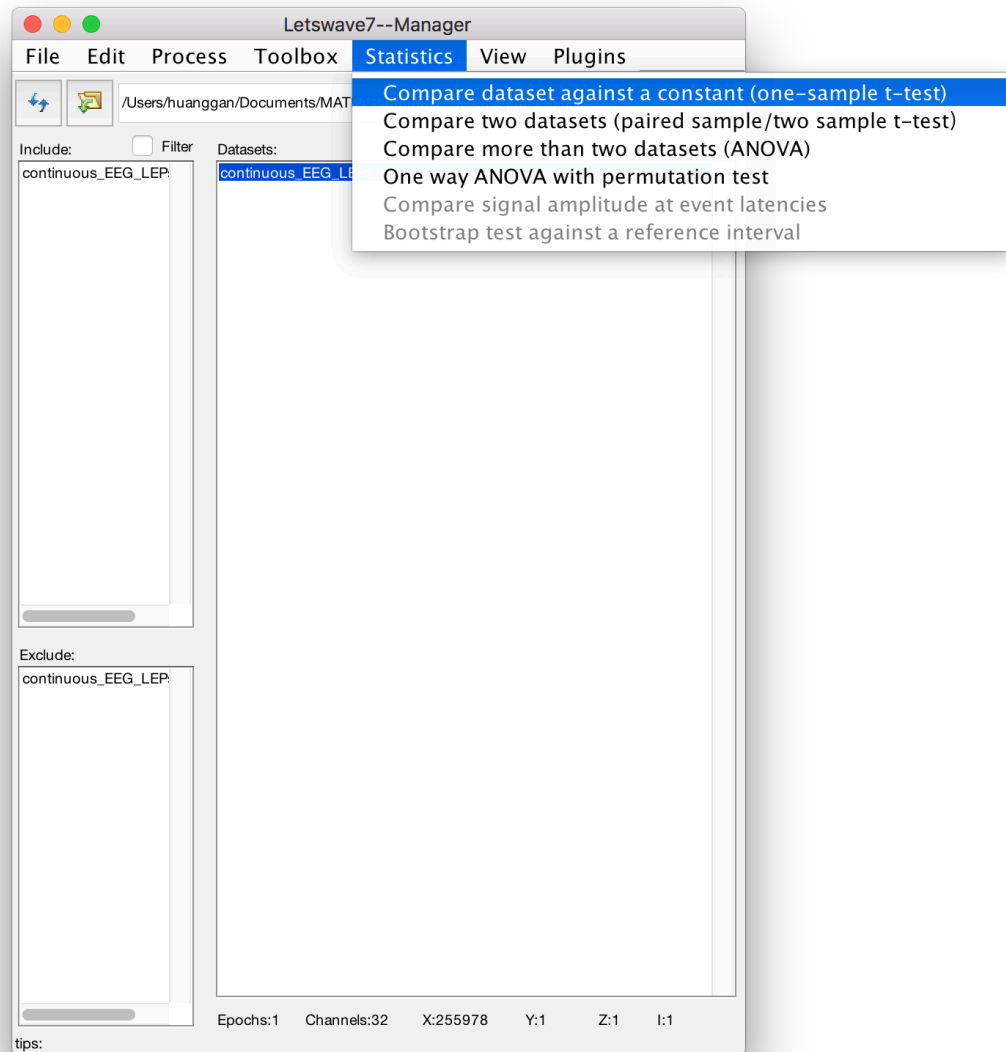 Letswave7--Manager
File Edit Process Toolbox Statistics View Plugins
/Users/huanggan/Documents/MAT
Compare dataset against a constant (one-sample t-test)
Compare two datasets (paired sample/two sample t-test)
Compare more than two datasets (ANOVA)
One way ANOVA with permutation test
Compare signal amplitude at event latencies
Bootstrap test against a reference interval
Include: Filter Datasets:
continuous_EEG_LEP
continuous_EEG_LE
Exclude:
continuous_EEG_LEP
Epochs:1 Channels:32 X:255978 Y:1 Z:1 I:1
tips: